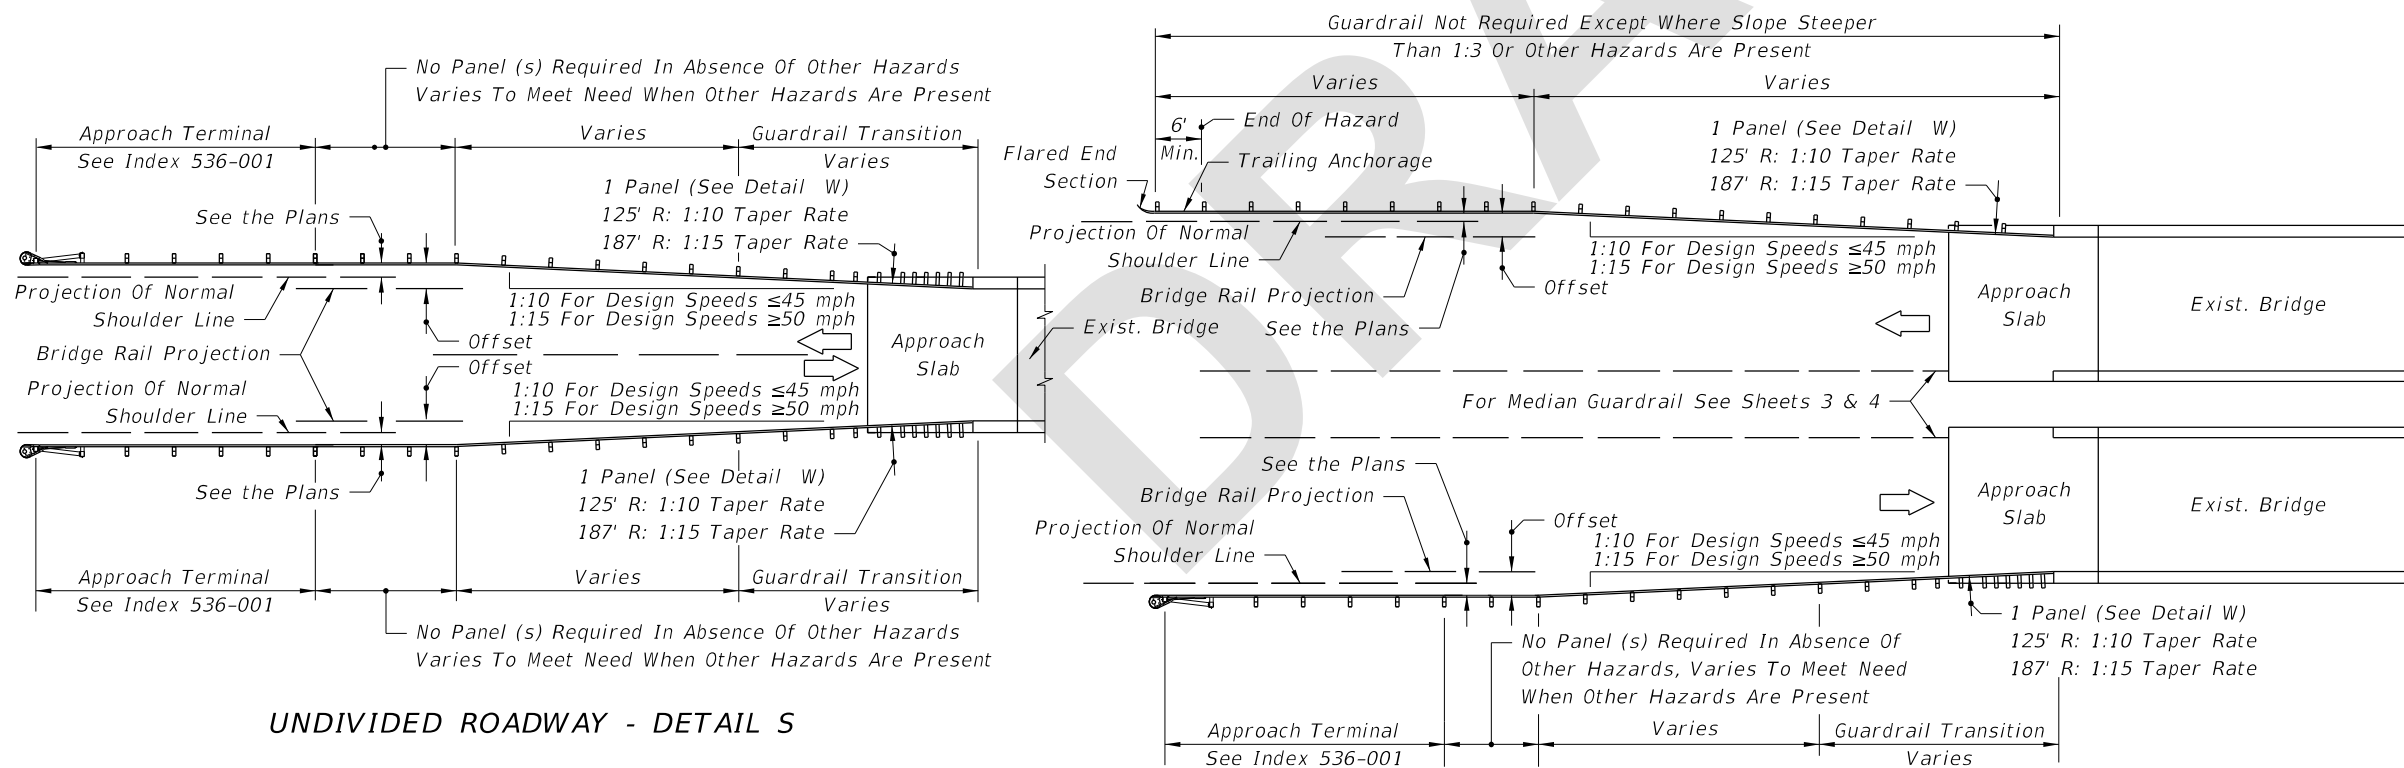 No Panel (s) Required In Absence Of Other Hazards
Varies To Meet Need When Other Hazards Are Present
Approach Terminal
See Index 536-001
Varies
Guardrail Transition
Varies
1 Panel (See Detail W)
125' R: 1:10 Taper Rate
187' R: 1:15 Taper Rate
See the Plans
Projection Of Normal
Shoulder Line
1:10 For Design Speeds ≤45 mph
1:15 For Design Speeds ≥50 mph
Offset
Bridge Rail Projection
Offset
Approach
Slab
Exist. Bridge
Projection Of Normal
Shoulder Line
1:10 For Design Speeds ≤45 mph
1:15 For Design Speeds ≥50 mph
See the Plans
1 Panel (See Detail W)
125' R: 1:10 Taper Rate
187' R: 1:15 Taper Rate
Approach Terminal
See Index 536-001
Varies
Guardrail Transition
Varies
No Panel (s) Required In Absence Of Other Hazards
Varies To Meet Need When Other Hazards Are Present
UNDIVIDED ROADWAY - DETAIL S
Guardrail Not Required Except Where Slope Steeper
Than 1:3 Or Other Hazards Are Present
Varies
Varies
6'
Min.
End Of Hazard
Flared End
Section
Trailing Anchorage
1 Panel (See Detail W)
125' R: 1:10 Taper Rate
187' R: 1:15 Taper Rate
Projection Of Normal
Shoulder Line
1:10 For Design Speeds ≤45 mph
1:15 For Design Speeds ≥50 mph
Bridge Rail Projection
Offset
See the Plans
Approach
Slab
Exist. Bridge
For Median Guardrail See Sheets 3 & 4
See the Plans
Bridge Rail Projection
Projection Of Normal
Shoulder Line
Offset
1:10 For Design Speeds ≤45 mph
1:15 For Design Speeds ≥50 mph
Approach
Slab
Exist. Bridge
1 Panel (See Detail W)
125' R: 1:10 Taper Rate
187' R: 1:15 Taper Rate
No Panel (s) Required In Absence Of
Other Hazards, Varies To Meet Need
When Other Hazards Are Present
Approach Terminal
See Index 536-001
Varies
Guardrail Transition
Varies
DRA